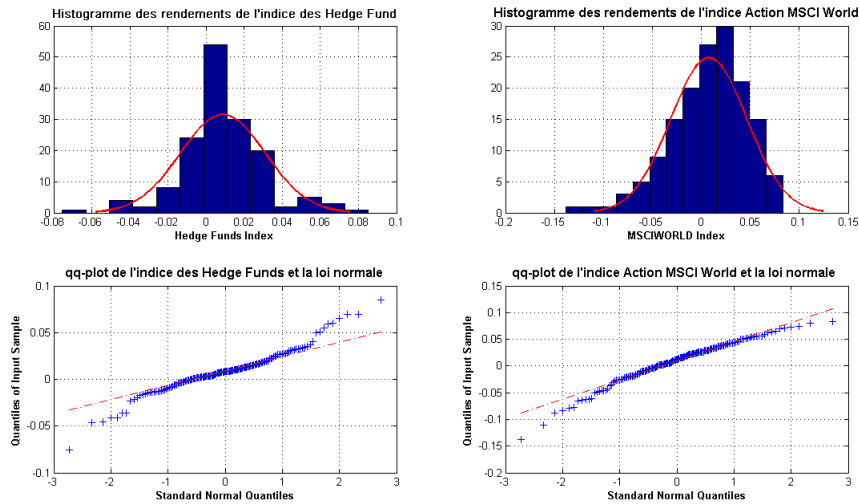 Histogramme des rendements de l'indice des Hedge Fund
60
50
40
30
20
10
0
-0.08 -0.06 -0.04 -0.02 0 0.02 0.04 0.06 0.08 0.1
Hedge Funds Index
Histogramme des rendements de l'indice Action MSCI World
30
25
20
15
10
5
0
-0.2 -0.15 -0.1 -0.05 0 0.05 0.1 0.15
MSCIWORLD Index
qq-plot de l'indice des Hedge Funds et la loi normale
Quantiles of Input Sample
0.1
0.05
0
-0.05
-0.1
-3 -2 -1 0 1 2 3
Standard Normal Quantiles
qq-plot de l'indice Action MSCI World et la loi normale
Quantiles of Input Sample
0.15
0.1
0.05
0
-0.05
-0.1
-0.15
-0.2
-3 -2 -1 0 1 2 3
Standard Normal Quantiles